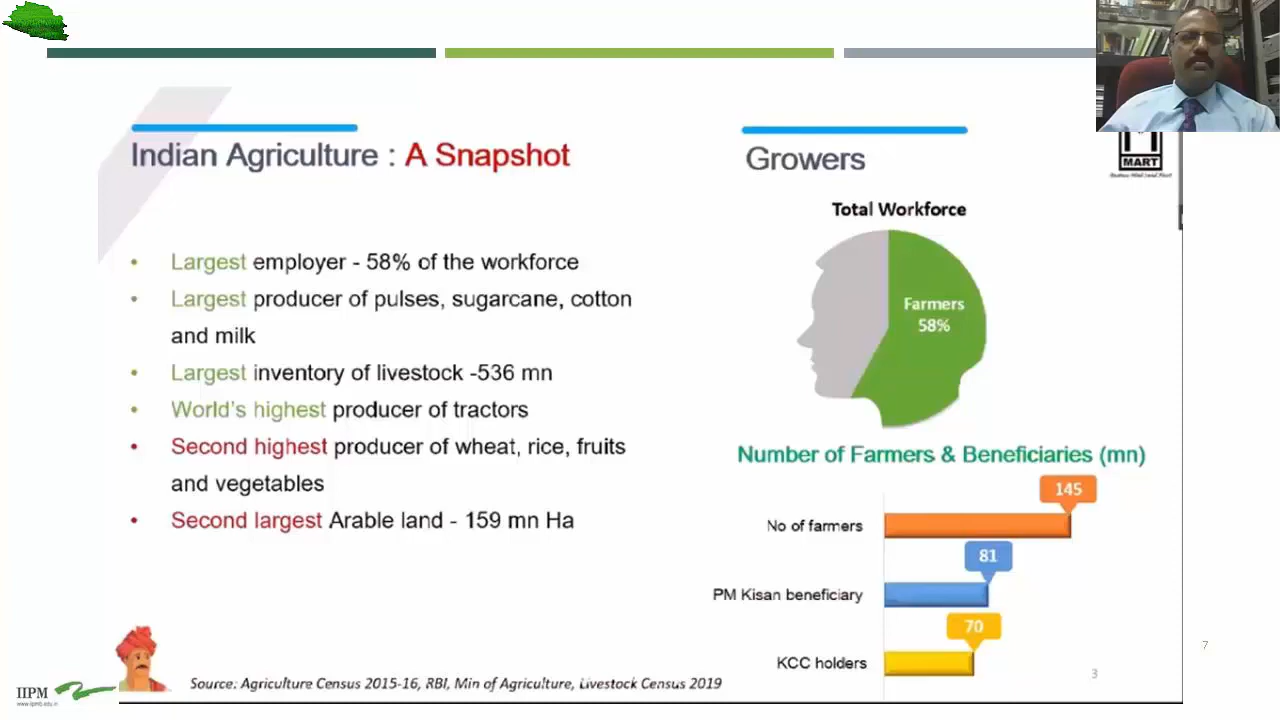 Indian Agriculture : A Snapshot
• Largest employer - 58% of the workforce
• Largest producer of pulses, sugarcane, cotton
and milk
• Largest inventory of livestock -536 mn
• World's highest producer of tractors
• Second highest producer of wheat, rice, fruits
and vegetables
• Second largest Arable land - 159 mn Ha
Growers
MART
Total Workforce
Farmers
58%
Number of Farmers & Beneficiaries (mn)
145
No of farmers
81
PM Kisan beneficiary
70
KCC holders
Source: Agriculture Census 2015-16, RBI, Min of Agriculture, Livestock Census 2019
3
7
IIPM
www.iipmb.edu.in